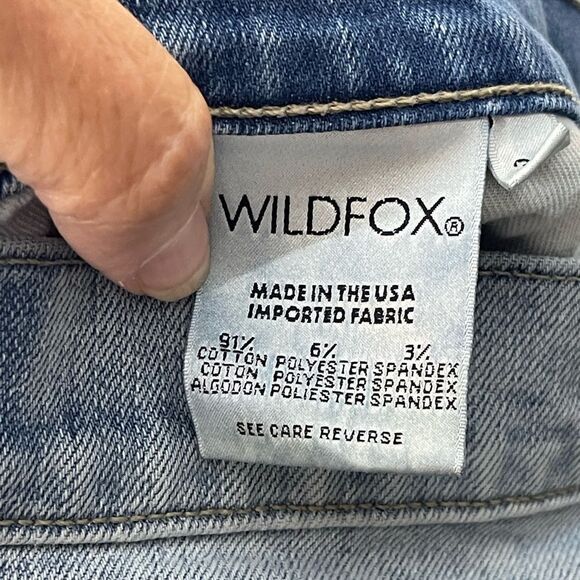 WILDFOX®
MADE IN THE USA
IMPORTED FABRIC
91% 6% 3%
COTTON POLYESTER SPANDEX
COTON POLYESTER SPANDEX
ALGODON POLIESTER SPANDEX
SEE CARE REVERSE